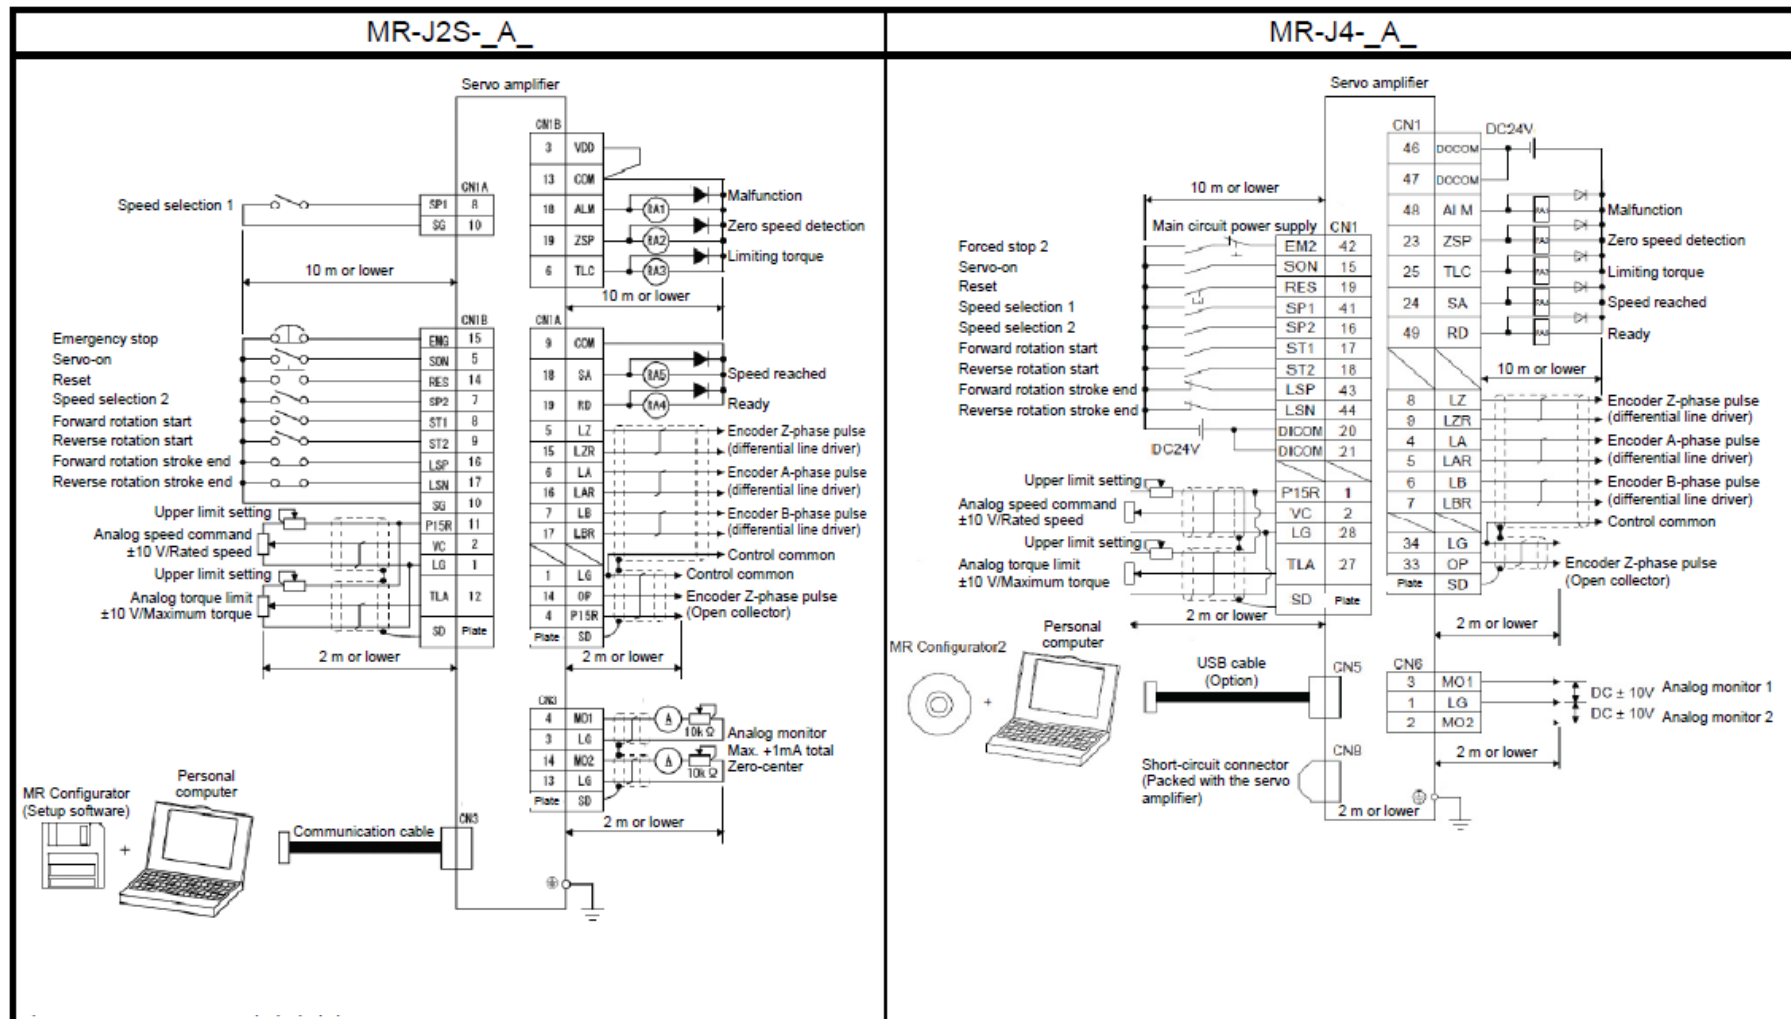 MR-J2S-_A_
Servo amplifier
CN1B
3 VDD
13 COM
18 ALM RA1 Malfunction
19 ZSP RA2 Zero speed detection
6 TLC RA3 Limiting torque
10 m or lower
CN1A
Speed selection 1 SP1 8
SG 10
10 m or lower
CN1B
Emergency stop EMG 15
Servo-on SON 5
Reset RES 14
Speed selection 2 SP2 7
Forward rotation start ST1 8
Reverse rotation start ST2 9
Forward rotation stroke end LSP 16
Reverse rotation stroke end LSN 17
SG 10
Upper limit setting P15R 11
Analog speed command
±10 V/Rated speed VC 2
LG 1
Upper limit setting
Analog torque limit TLA 12
±10 V/Maximum torque
SD Plate
2 m or lower
CN1A
9 COM
18 SA RA5 Speed reached
19 RD RA4 Ready
5 LZ Encoder Z-phase pulse
15 LZR (differential line driver)
6 LA Encoder A-phase pulse
16 LAR (differential line driver)
7 LB Encoder B-phase pulse
17 LBR (differential line driver)
Control common
1 LG Control common
14 OP Encoder Z-phase pulse
4 P15R (Open collector)
Plate SD
2 m or lower
CN3
4 MO1 A 10k Ω
3 LG
14 MO2 A 10k Ω
13 LG
Plate SD
Analog monitor
Max. +1mA total
Zero-center
2 m or lower
MR Configurator
(Setup software)
+
Personal
computer
Communication cable
CN3
MR-J4-_A_
Servo amplifier
CN1
DC24V
46 DOCOM
47 DOCOM
48 ALM RA1 Malfunction
23 ZSP RA2 Zero speed detection
25 TLC RA3 Limiting torque
24 SA RA4 Speed reached
49 RD RA5 Ready
10 m or lower
10 m or lower
Main circuit power supply
CN1
Forced stop 2 EM2 42
Servo-on SON 15
Reset RES 19
Speed selection 1 SP1 41
Speed selection 2 SP2 16
Forward rotation start ST1 17
Reverse rotation start ST2 18
Forward rotation stroke end LSP 43
Reverse rotation stroke end LSN 44
DICOM 20
DC24V DICOM 21
Upper limit setting P15R 1
Analog speed command
±10 V/Rated speed VC 2
LG 28
Upper limit setting
Analog torque limit TLA 27
±10 V/Maximum torque
SD Plate
2 m or lower
8 LZ Encoder Z-phase pulse
9 LZR (differential line driver)
4 LA Encoder A-phase pulse
5 LAR (differential line driver)
6 LB Encoder B-phase pulse
7 LBR (differential line driver)
Control common
34 LG
33 OP Encoder Z-phase pulse
Plate SD (Open collector)
2 m or lower
MR Configurator2
+
Personal
computer
USB cable
(Option)
CN5
CN6
3 MO1 DC ± 10V Analog monitor 1
1 LG
2 MO2 DC ± 10V Analog monitor 2
2 m or lower
CN8
Short-circuit connector
(Packed with the servo
amplifier)
2 m or lower